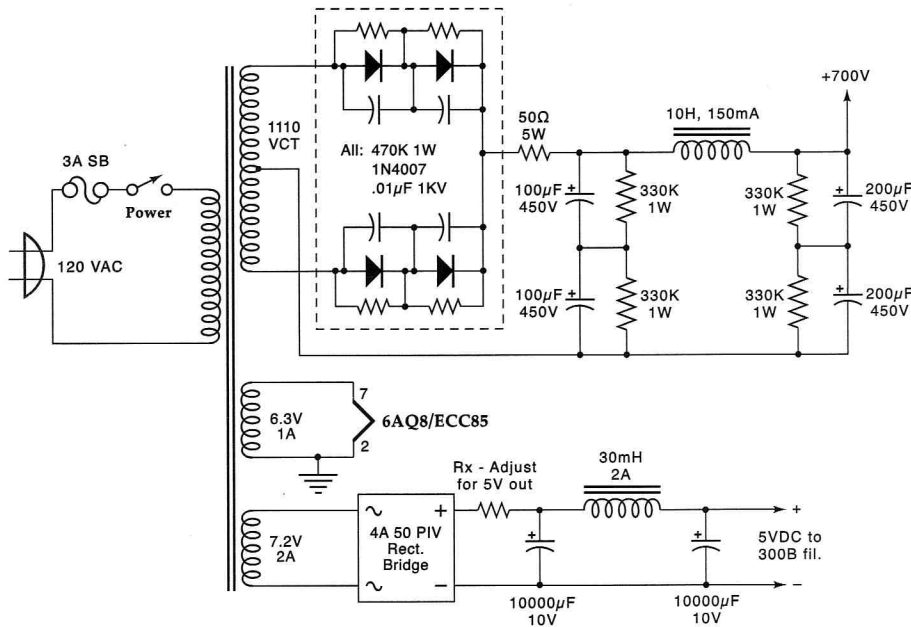 3A SB
Power
120 VAC
1110
VCT
All: 470K 1W
1N4007
.01µF 1KV
50Ω
5W
10H, 150mA
+700V
+
100µF
450V
330K
1W
330K
1W
+
200µF
450V
+
100µF
450V
330K
1W
330K
1W
+
200µF
450V
6.3V
1A
7
2
6AQ8/ECC85
7.2V
2A
~
~
4A 50 PIV
Rect.
Bridge
+
−
Rx - Adjust
for 5V out
30mH
2A
+
10000µF
10V
+
10000µF
10V
+
5VDC to
300B fil.
−